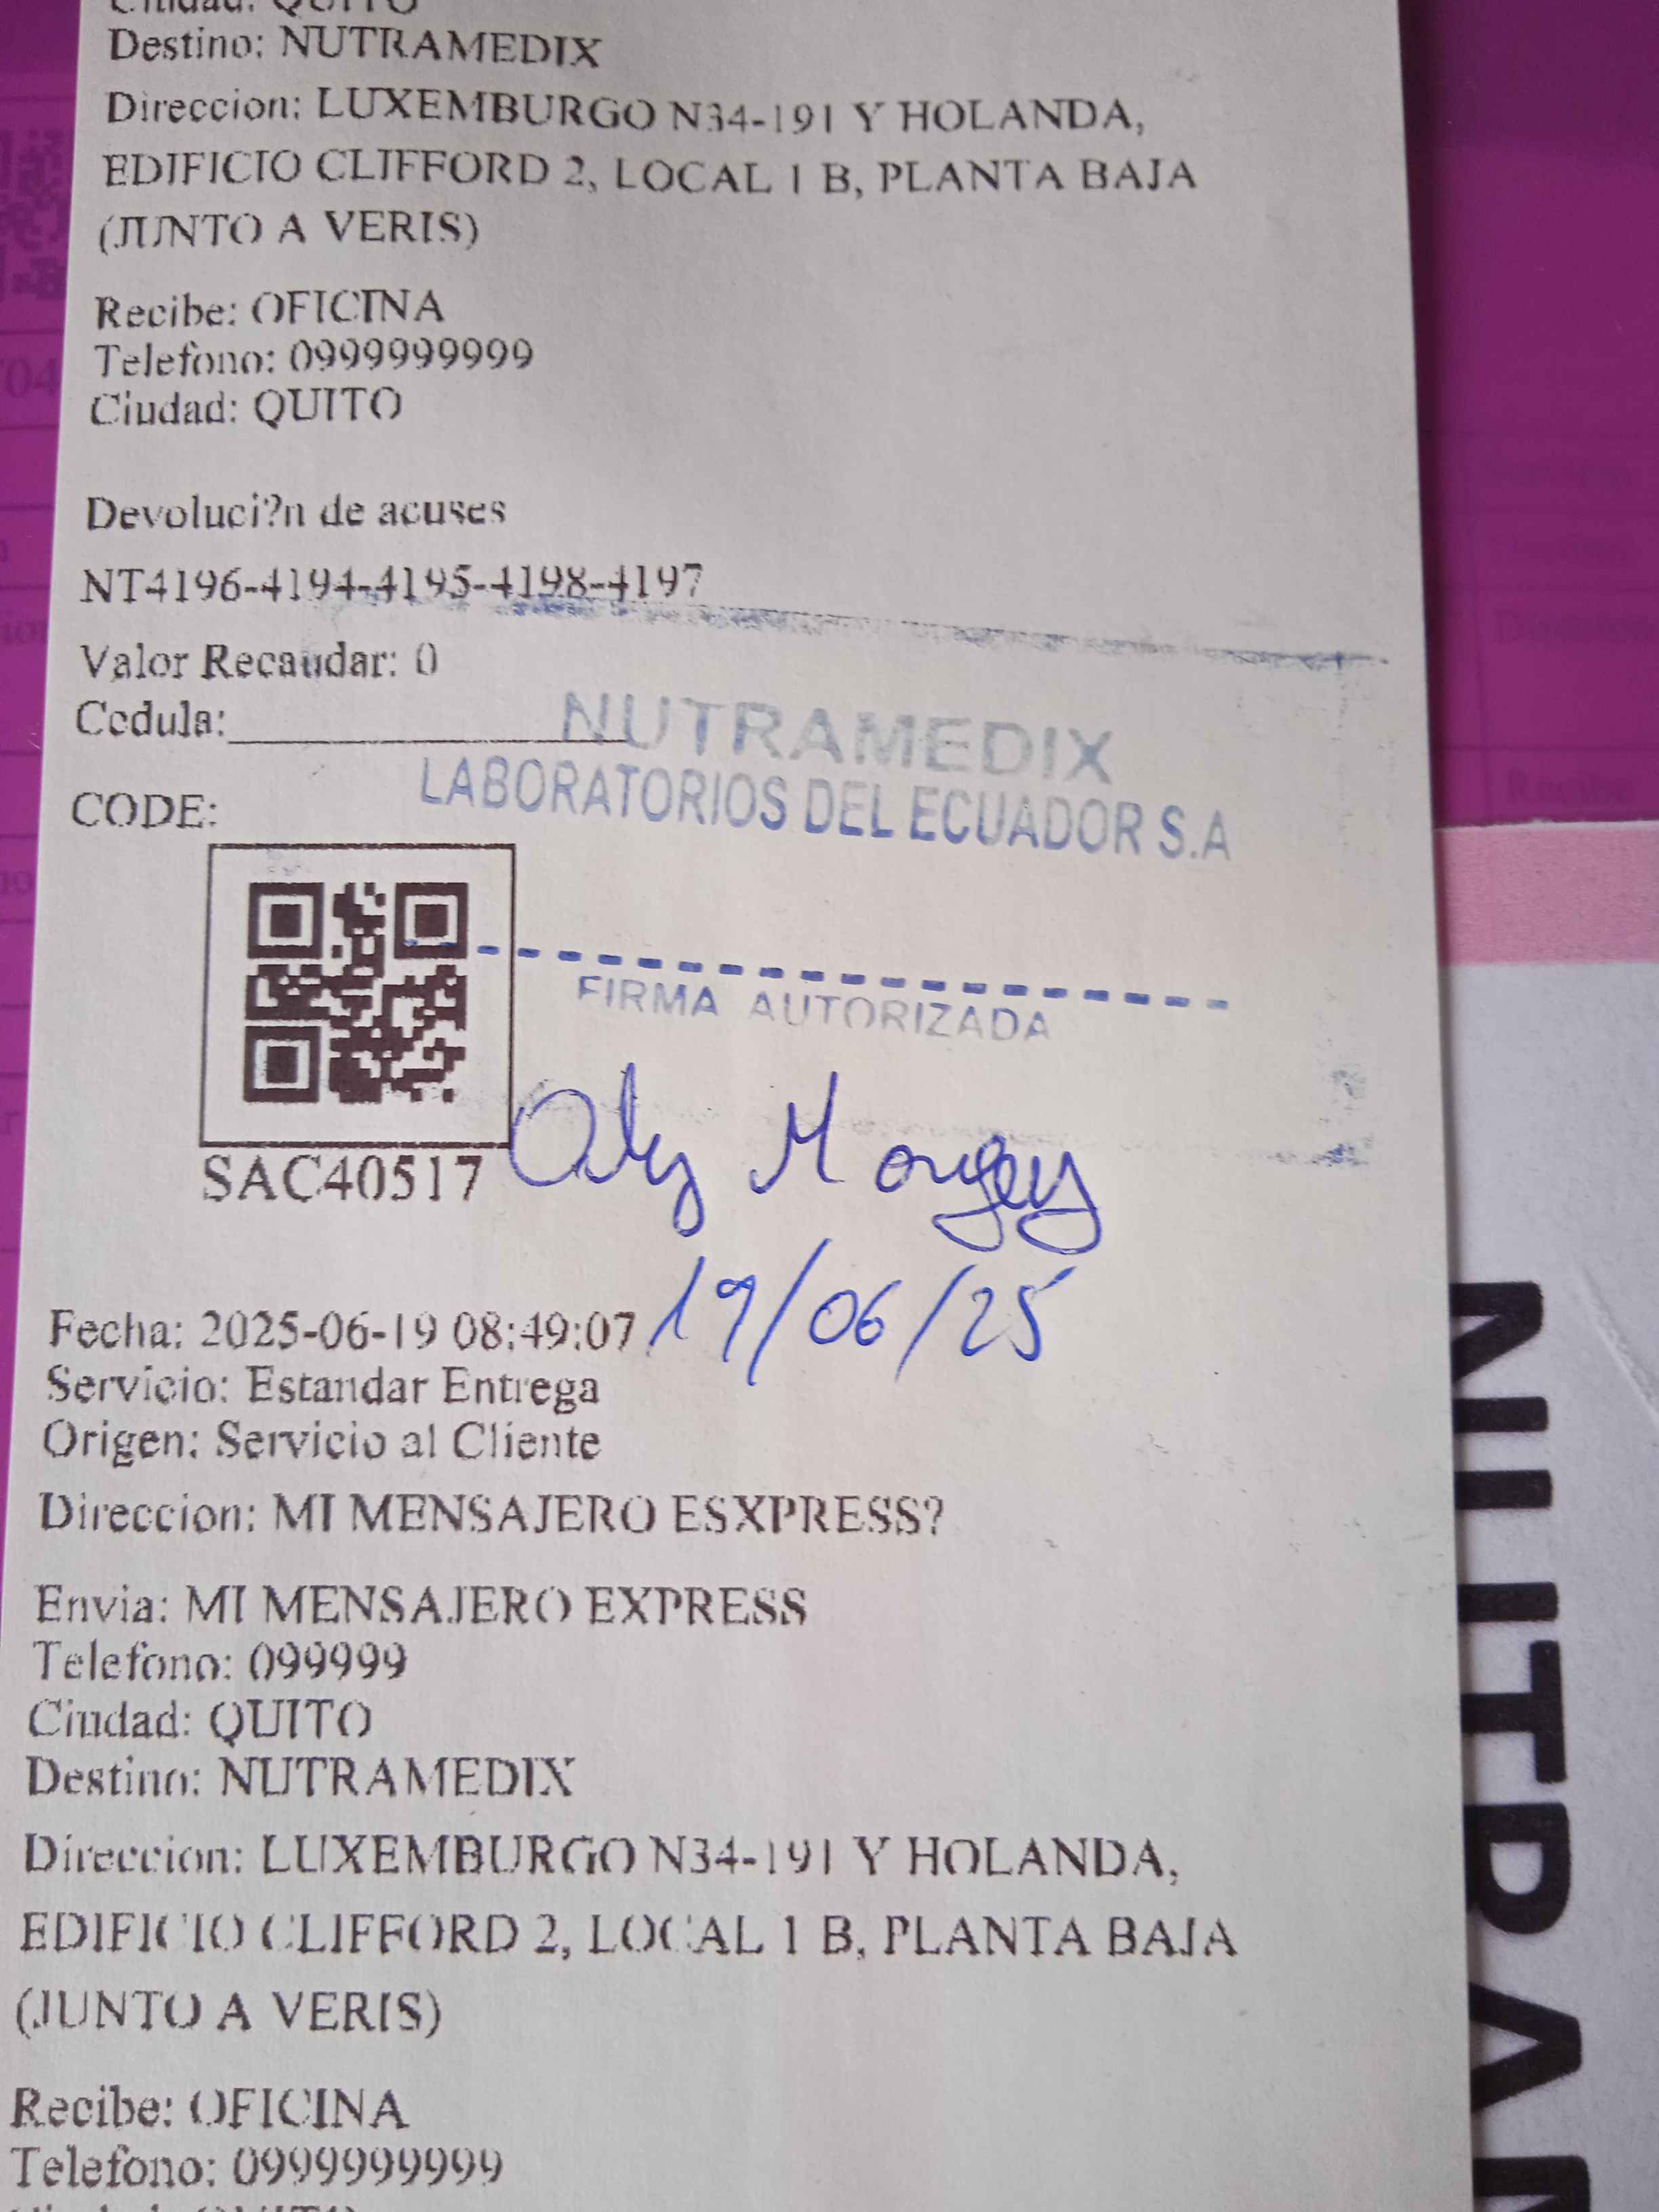 Ciudad: QUITO
Destino: NUTRAMEDIX
Direccion: LUXEMBURGO N34-191 Y HOLANDA,
EDIFICIO CLIFFORD 2, LOCAL 1 B, PLANTA BAJA
(JUNTO A VERIS)
Recibe: OFICINA
Telefono: 0999999999
Ciudad: QUITO
Devoluci?n de acuses
NT4196-4194-4195-4198-4197
Valor Recaudar: 0
Cedula:
NUTRAMEDIX
LABORATORIOS DEL ECUADOR S.A
CODE:
FIRMA AUTORIZADA
SAC40517
19/06/25
Fecha: 2025-06-19 08:49:07
Servicio: Estandar Entrega
Origen: Servicio al Cliente
Direccion: MI MENSAJERO ESXPRESS?
Envia: MI MENSAJERO EXPRESS
Telefono: 099999
Ciudad: QUITO
Destino: NUTRAMEDIX
Direccion: LUXEMBURGO N34-191 Y HOLANDA,
EDIFICIO CLIFFORD 2, LOCAL 1 B, PLANTA BAJA
(JUNTO A VERIS)
Recibe: OFICINA
Telefono: 0999999999
Recibe
NUTRAM